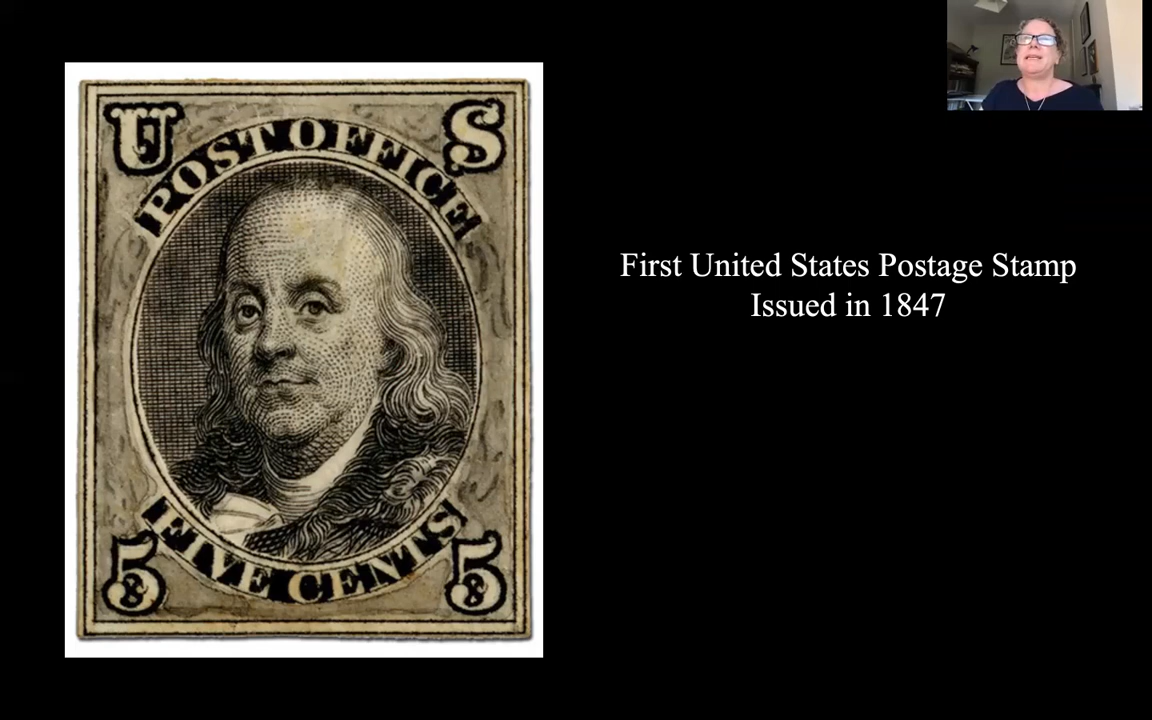 U S
POST OFFICE
FIVE CENTS
5 5
First United States Postage Stamp
Issued in 1847